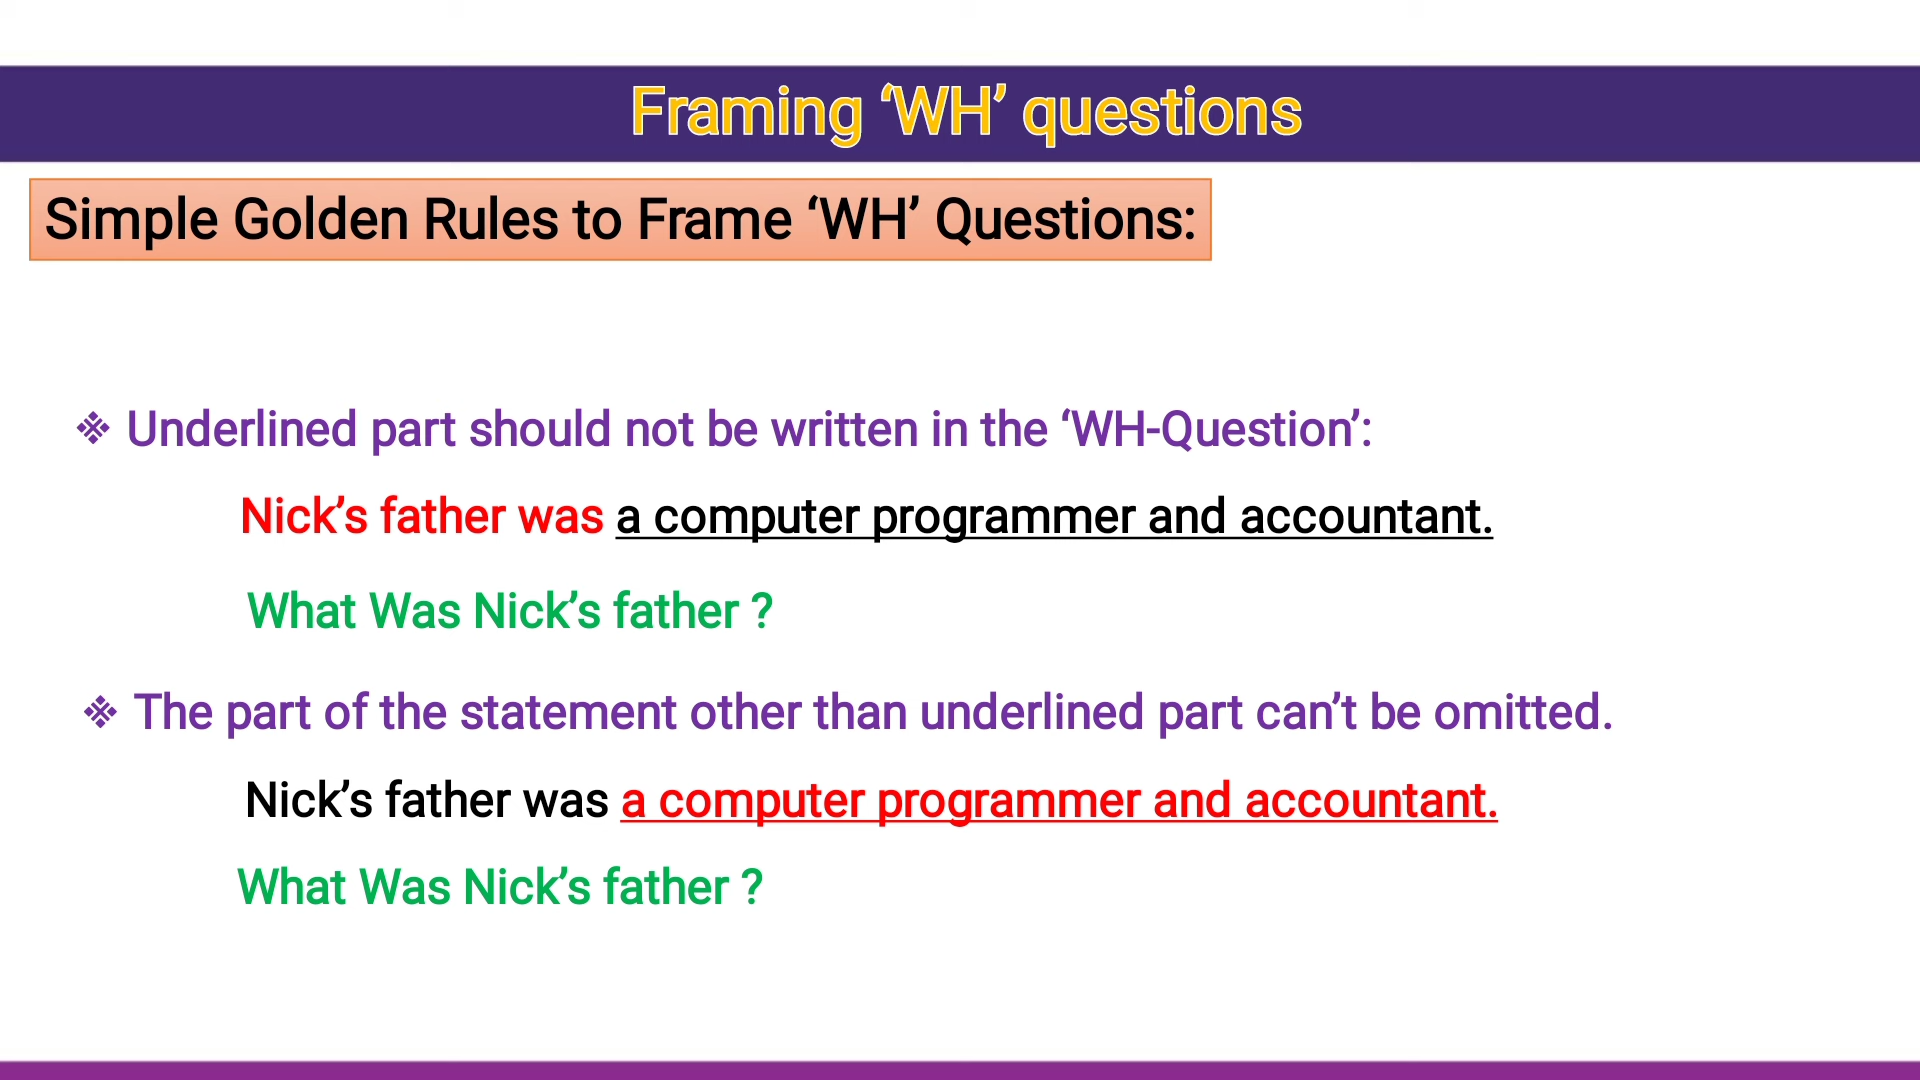 Framing ‘WH’ questions
Simple Golden Rules to Frame ‘WH’ Questions:
❖ Underlined part should not be written in the ‘WH-Question’:
Nick’s father was a computer programmer and accountant.
What Was Nick’s father ?
❖ The part of the statement other than underlined part can’t be omitted.
Nick’s father was a computer programmer and accountant.
What Was Nick’s father ?